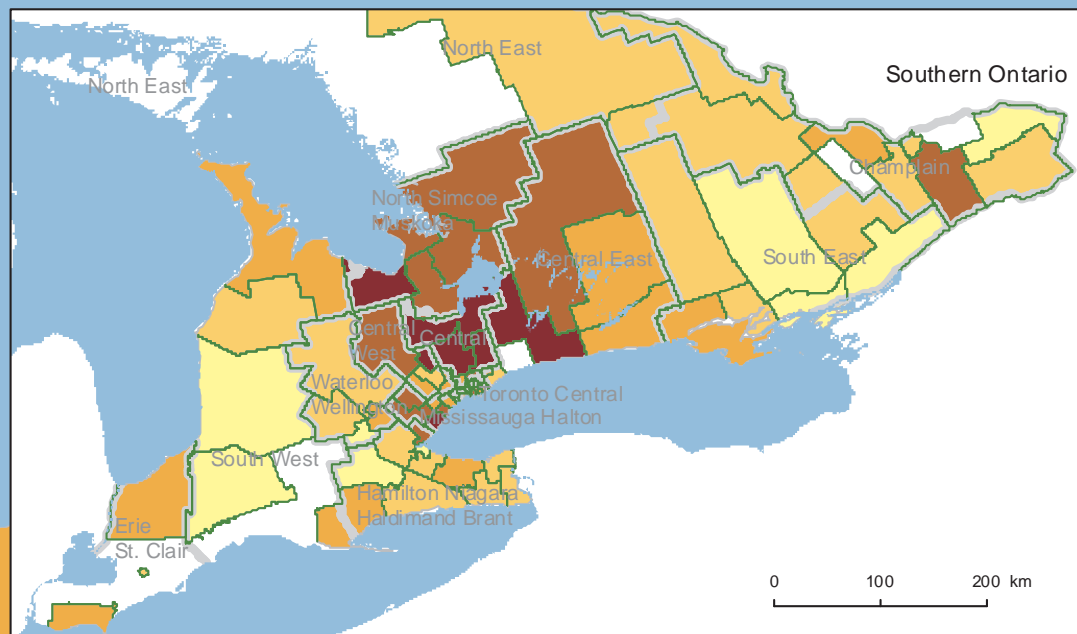 North East
North East
Southern Ontario
Champlain
North Simcoe
Muskoka
Central East
South East
Central
West
Central
Waterloo
Wellington
Toronto Central
Mississauga Halton
South West
Hamilton Niagara
Hardimand Brant
Erie
St. Clair
0 100 200 km